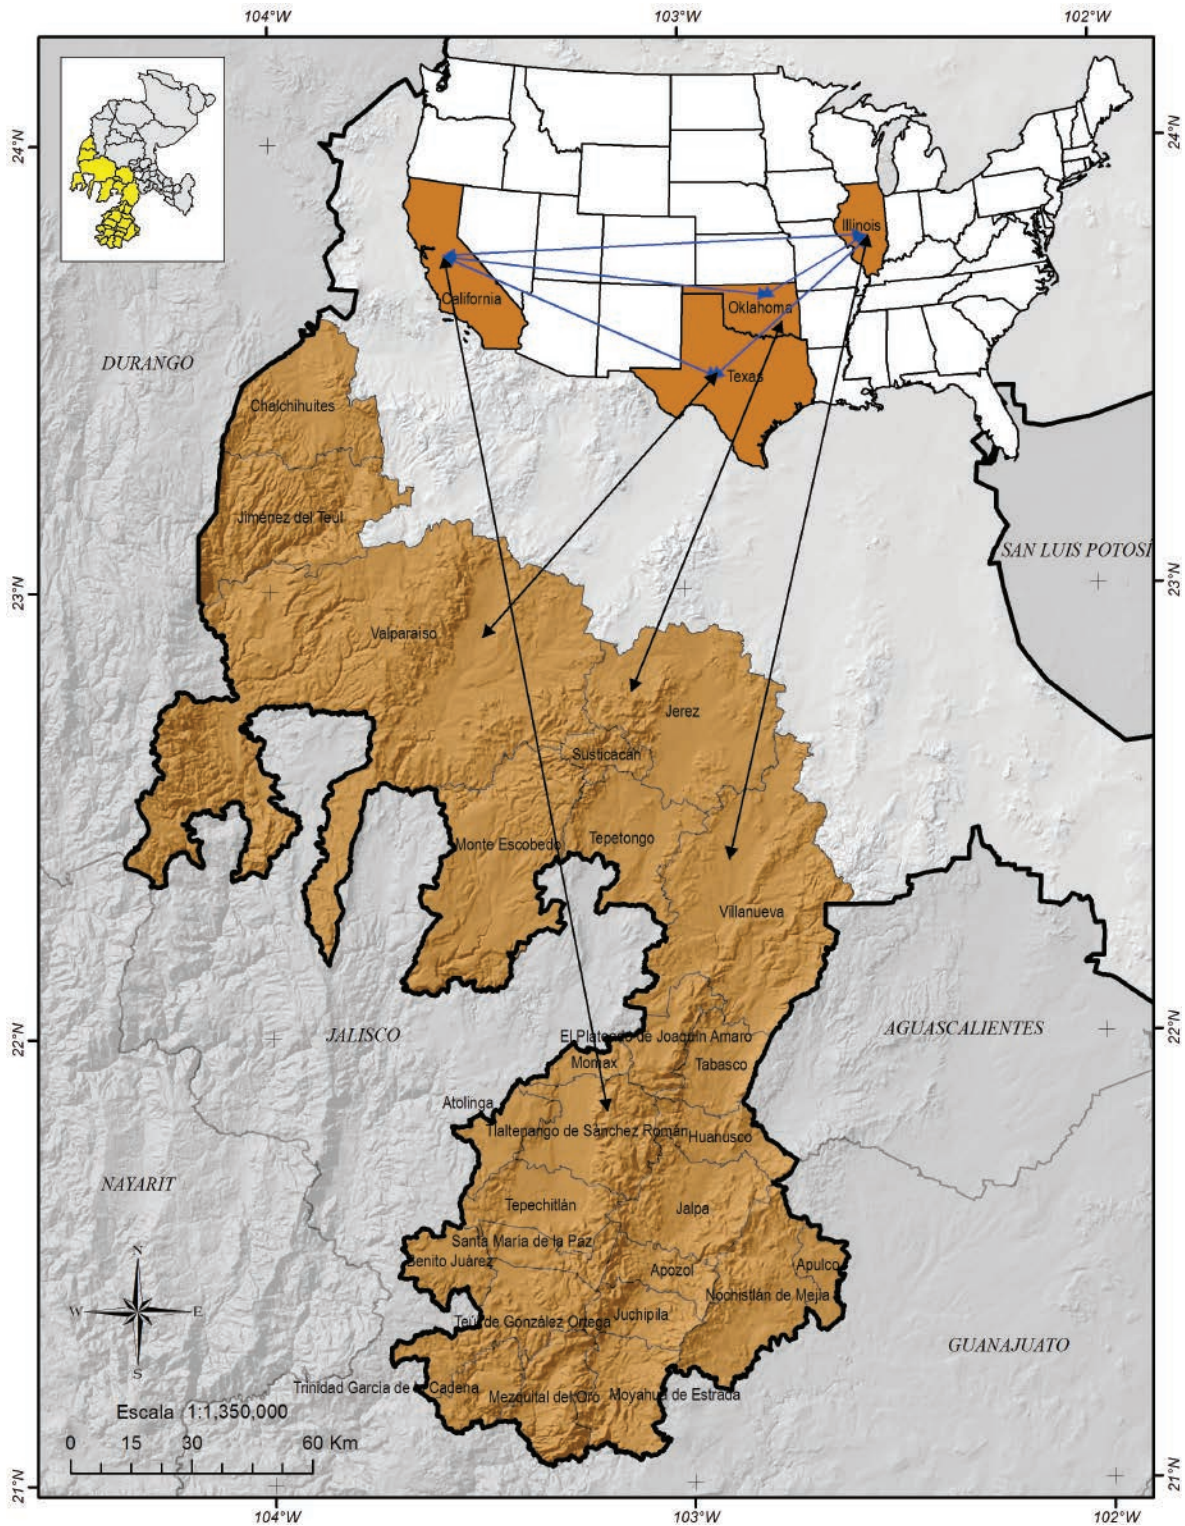 104°W
103°W
102°W
24°N
24°N
Illinois
California
Oklahoma
Texas
DURANGO
Chalchihuites
Jiménez del Teul
SAN LUIS POTOSÍ
23°N
23°N
Valparaíso
Jerez
Susticacán
Monte Escobedo
Tepetongo
Villanueva
22°N
22°N
JALISCO
El Plateado de Joaquín Amaro
AGUASCALIENTES
Momax
Tabasco
Atolinga
Tlaltenango de Sánchez Román
Huanusco
NAYARIT
Tepechitlán
Jalpa
Santa María de la Paz
Benito Juárez
Apozol
Apulco
Nochistlán de Mejía
N
W
E
S
Teúl de González Ortega
Juchipila
GUANAJUATO
Trinidad García de la Cadena
Mezquital del Oro
Moyahua de Estrada
Escala 1:1,350,000
0 15 30 60 Km
21°N
21°N
104°W
103°W
102°W